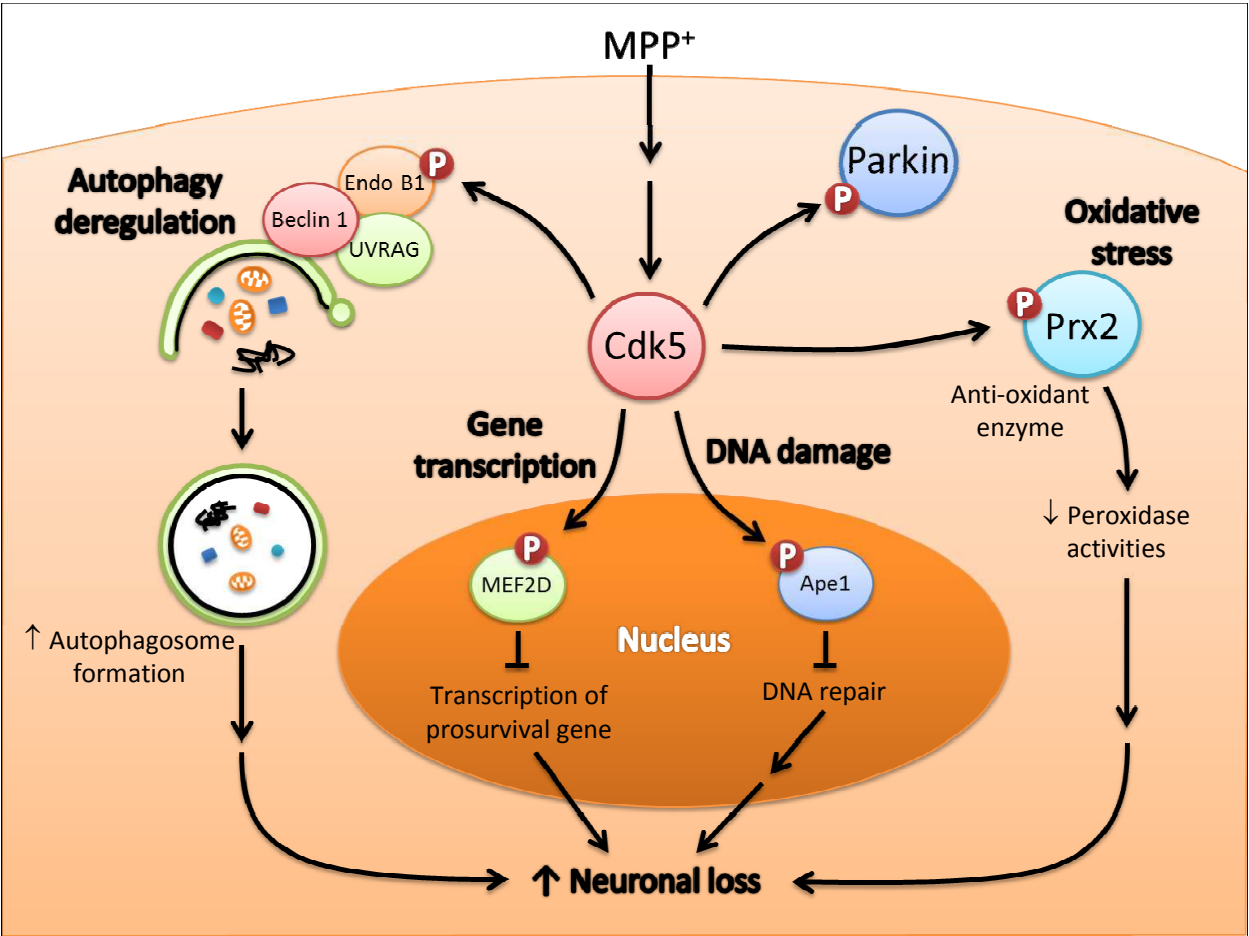 MPP⁺
Autophagy
deregulation
Endo B1
P
Beclin 1
UVRAG
Parkin
P
Oxidative
stress
P
Prx2
Anti-oxidant
enzyme
Cdk5
Gene
transcription
DNA damage
↓ Peroxidase
activities
P
MEF2D
P
Ape1
Nucleus
↑ Autophagosome
formation
Transcription of
prosurvival gene
DNA repair
↑ Neuronal loss